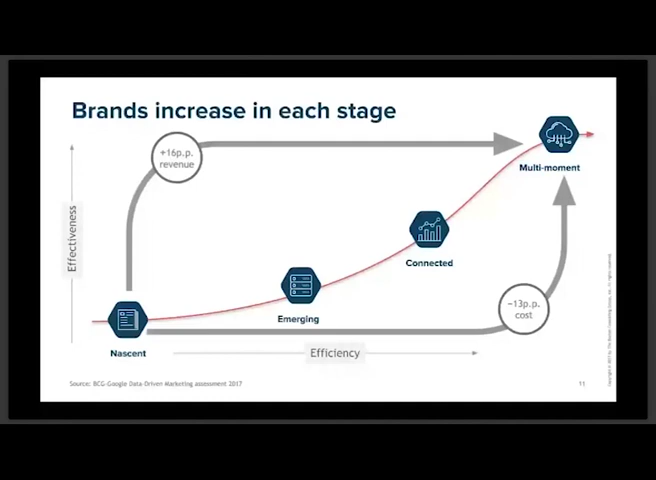 Brands increase in each stage
+16p.p.
revenue
Multi-moment
Effectiveness
Connected
Emerging
~13p.p.
cost
Nascent
Efficiency
Source: BCG-Google Data-Driven Marketing assessment 2017
11